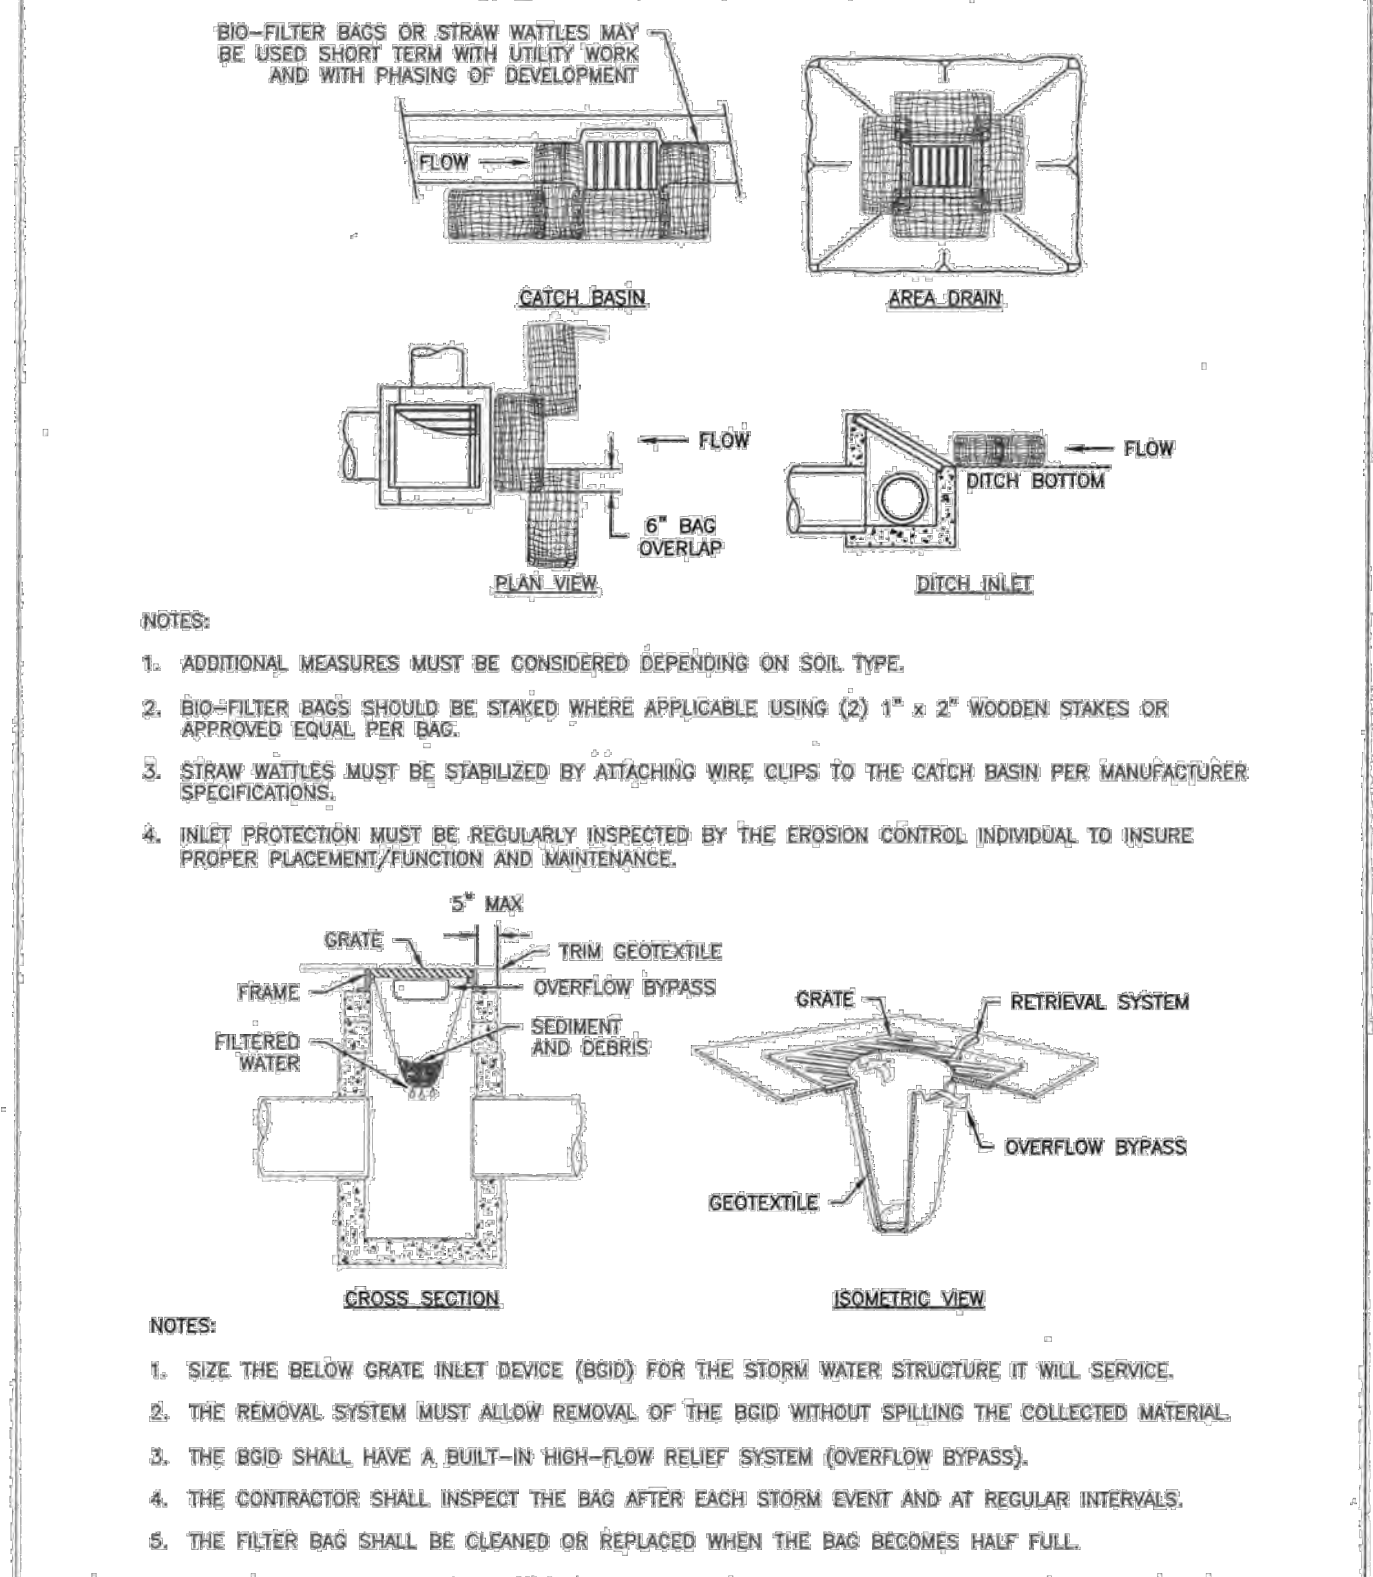 BIO-FILTER BAGS OR STRAW WATTLES MAY
BE USED SHORT TERM WITH UTILITY WORK
AND WITH PHASING OF DEVELOPMENT
FLOW
CATCH BASIN
AREA DRAIN
FLOW
6" BAG
OVERLAP
PLAN VIEW
FLOW
DITCH BOTTOM
DITCH INLET
NOTES:
1. ADDITIONAL MEASURES MUST BE CONSIDERED DEPENDING ON SOIL TYPE.
2. BIO-FILTER BAGS SHOULD BE STAKED WHERE APPLICABLE USING (2) 1" x 2" WOODEN STAKES OR
APPROVED EQUAL PER BAG.
3. STRAW WATTLES MUST BE STABILIZED BY ATTACHING WIRE CLIPS TO THE CATCH BASIN PER MANUFACTURER
SPECIFICATIONS.
4. INLET PROTECTION MUST BE REGULARLY INSPECTED BY THE EROSION CONTROL INDIVIDUAL TO INSURE
PROPER PLACEMENT/FUNCTION AND MAINTENANCE.
5" MAX
GRATE
TRIM GEOTEXTILE
FRAME
OVERFLOW BYPASS
FILTERED
WATER
SEDIMENT
AND DEBRIS
CROSS SECTION
GRATE
RETRIEVAL SYSTEM
OVERFLOW BYPASS
GEOTEXTILE
ISOMETRIC VIEW
NOTES:
1. SIZE THE BELOW GRATE INLET DEVICE (BGID) FOR THE STORM WATER STRUCTURE IT WILL SERVICE.
2. THE REMOVAL SYSTEM MUST ALLOW REMOVAL OF THE BGID WITHOUT SPILLING THE COLLECTED MATERIAL.
3. THE BGID SHALL HAVE A BUILT-IN HIGH-FLOW RELIEF SYSTEM (OVERFLOW BYPASS).
4. THE CONTRACTOR SHALL INSPECT THE BAG AFTER EACH STORM EVENT AND AT REGULAR INTERVALS.
5. THE FILTER BAG SHALL BE CLEANED OR REPLACED WHEN THE BAG BECOMES HALF FULL.